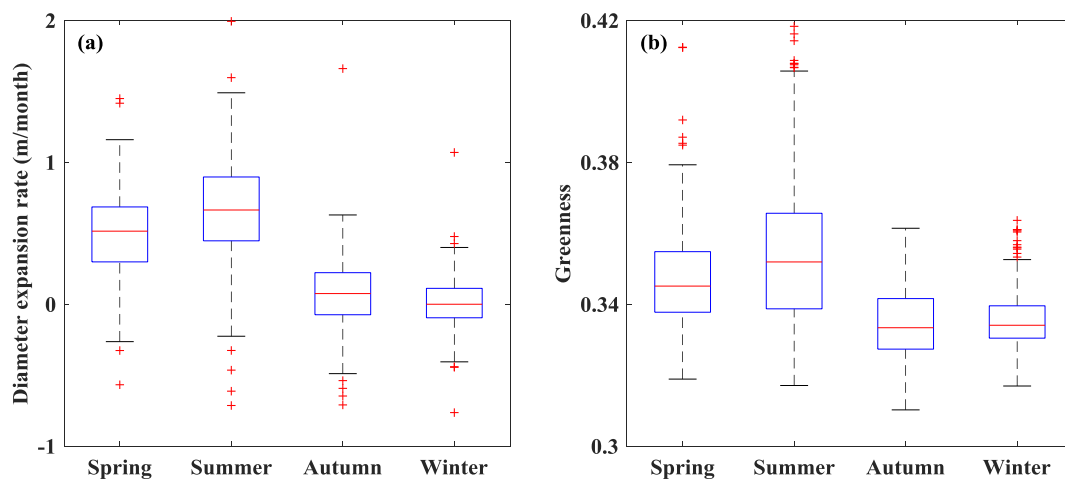 (a)
Diameter expansion rate (m/month)
2
1
0
-1
Spring Summer Autumn Winter
(b)
Greenness
0.42
0.38
0.34
0.3
Spring Summer Autumn Winter